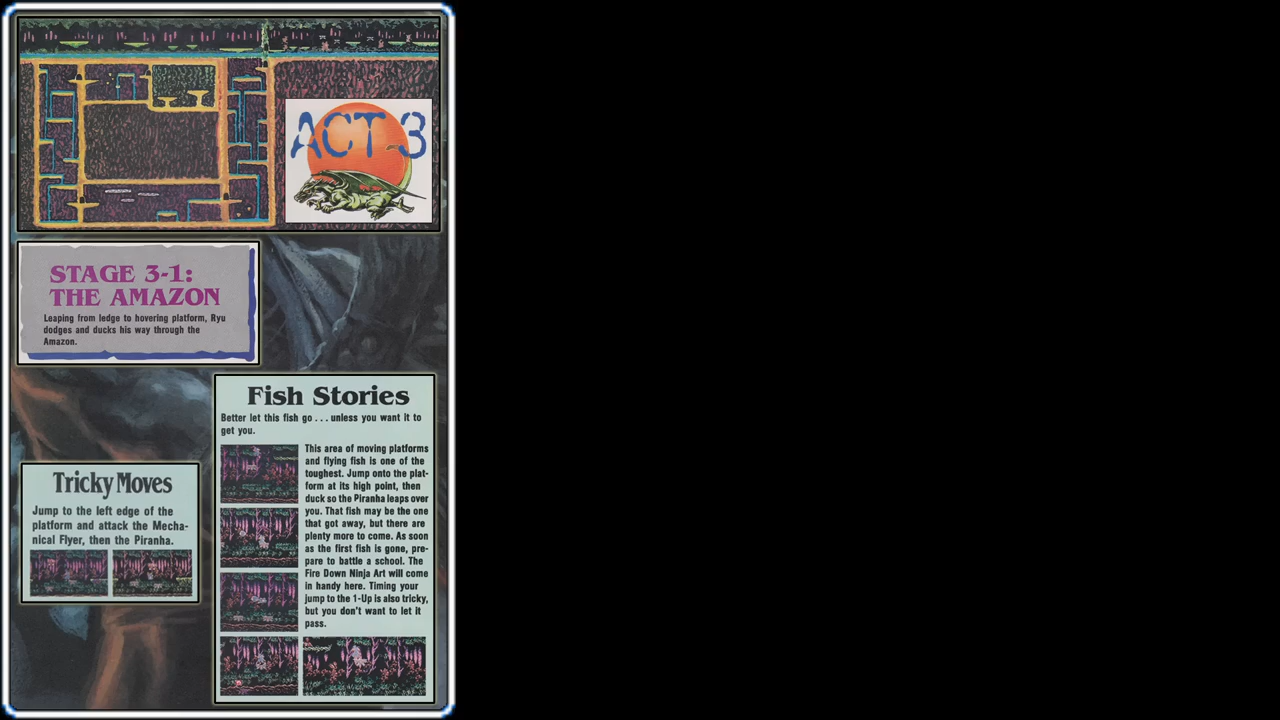 ACT 3
STAGE 3-1:
THE AMAZON
Leaping from ledge to hovering platform, Ryu
dodges and ducks his way through the
Amazon.
Fish Stories
Better let this fish go . . . unless you want it to
get you.
This area of moving platforms
and flying fish is one of the
toughest. Jump onto the plat-
form at its high point, then
duck so the Piranha leaps over
you. That fish may be the one
that got away, but there are
plenty more to come. As soon
as the first fish is gone, pre-
pare to battle a school. The
Fire Down Ninja Art will come
in handy here. Timing your
jump to the 1-Up is also tricky,
but you don't want to let it
pass.
Tricky Moves
Jump to the left edge of the
platform and attack the Mecha-
nical Flyer, then the Piranha.